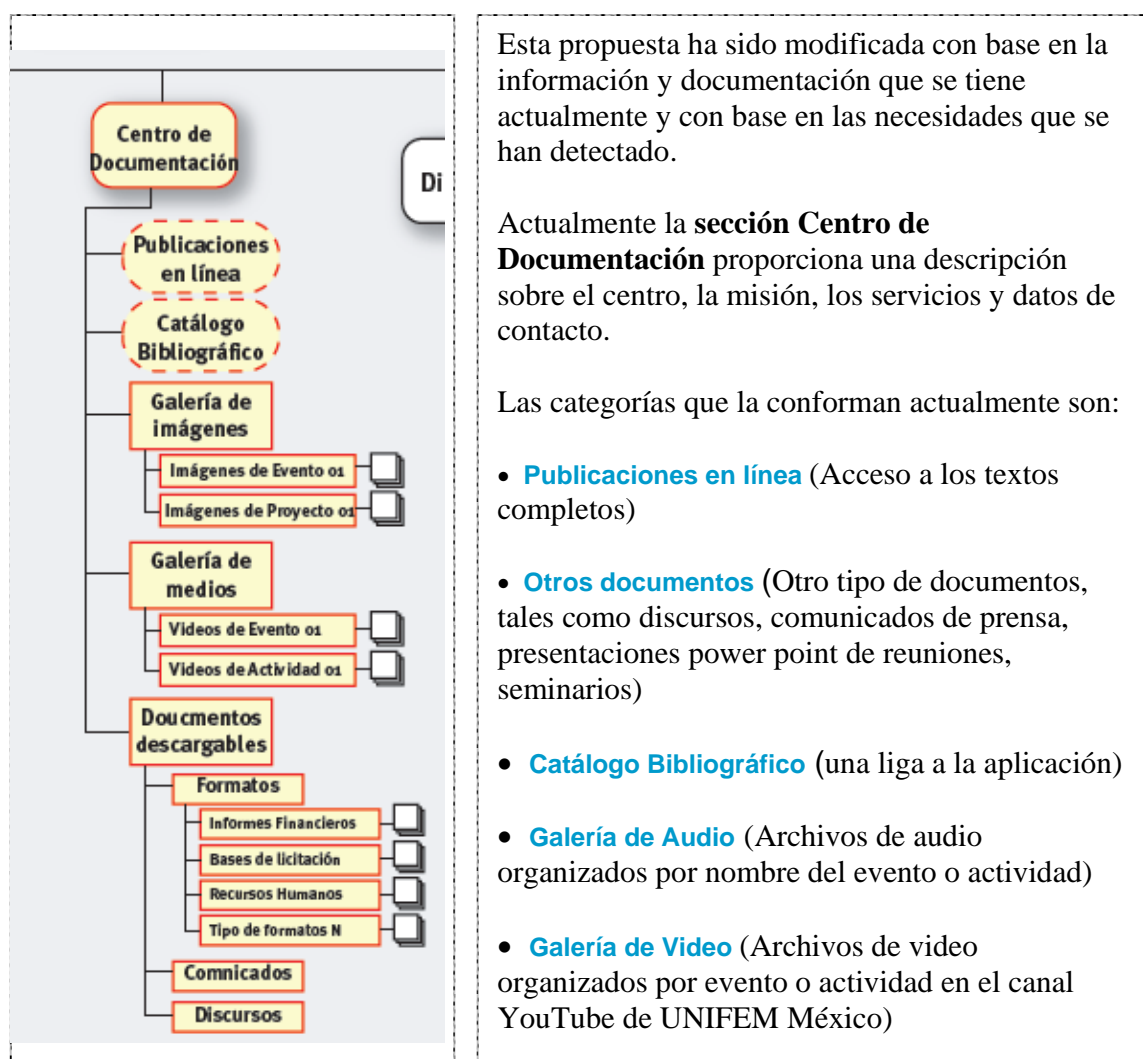 Centro de
Documentación
Di
Publicaciones
en línea
Catálogo
Bibliográfico
Galería de
imágenes
Imágenes de Evento 01
Imágenes de Proyecto 01
Galería de
medios
Videos de Evento 01
Videos de Actividad 01
Doucmentos
descargables
Formatos
Informes Financieros
Bases de licitación
Recursos Humanos
Tipo de formatos N
Comnicados
Discursos
Esta propuesta ha sido modificada con base en la
información y documentación que se tiene
actualmente y con base en las necesidades que se
han detectado.
Actualmente la sección Centro de
Documentación proporciona una descripción
sobre el centro, la misión, los servicios y datos de
contacto.
Las categorías que la conforman actualmente son:
• Publicaciones en línea (Acceso a los textos
completos)
• Otros documentos (Otro tipo de documentos,
tales como discursos, comunicados de prensa,
presentaciones power point de reuniones,
seminarios)
• Catálogo Bibliográfico (una liga a la aplicación)
• Galería de Audio (Archivos de audio
organizados por nombre del evento o actividad)
• Galería de Video (Archivos de video
organizados por evento o actividad en el canal
YouTube de UNIFEM México)